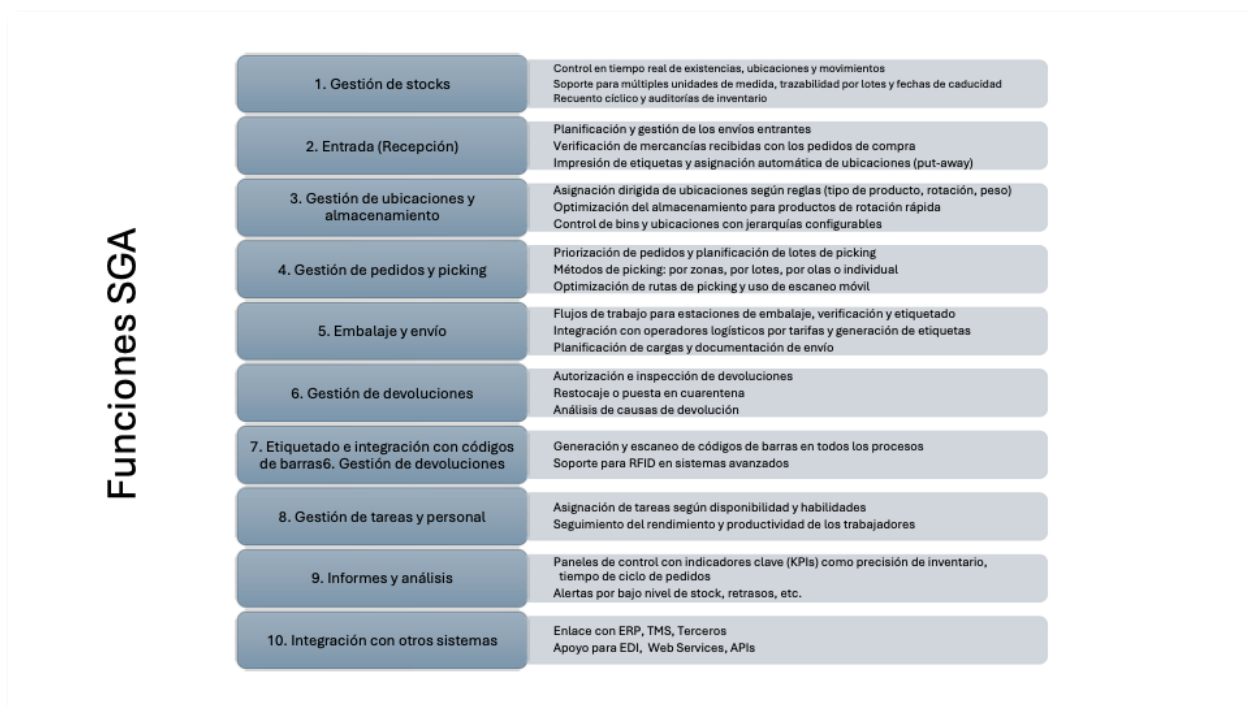 Funciones SGA
1. Gestión de stocks
Control en tiempo real de existencias, ubicaciones y movimientos
Soporte para múltiples unidades de medida, trazabilidad por lotes y fechas de caducidad
Recuento cíclico y auditorías de inventario
2. Entrada (Recepción)
Planificación y gestión de los envíos entrantes
Verificación de mercancías recibidas con los pedidos de compra
Impresión de etiquetas y asignación automática de ubicaciones (put-away)
3. Gestión de ubicaciones y
almacenamiento
Asignación dirigida de ubicaciones según reglas (tipo de producto, rotación, peso)
Optimización del almacenamiento para productos de rotación rápida
Control de bins y ubicaciones con jerarquías configurables
4. Gestión de pedidos y picking
Priorización de pedidos y planificación de lotes de picking
Métodos de picking: por zonas, por lotes, por olas o individual
Optimización de rutas de picking y uso de escaneo móvil
5. Embalaje y envío
Flujos de trabajo para estaciones de embalaje, verificación y etiquetado
Integración con operadores logísticos por tarifas y generación de etiquetas
Planificación de cargas y documentación de envío
6. Gestión de devoluciones
Autorización e inspección de devoluciones
Restocaje o puesta en cuarentena
Análisis de causas de devolución
7. Etiquetado e integración con códigos
de barras6. Gestión de devoluciones
Generación y escaneo de códigos de barras en todos los procesos
Soporte para RFID en sistemas avanzados
8. Gestión de tareas y personal
Asignación de tareas según disponibilidad y habilidades
Seguimiento del rendimiento y productividad de los trabajadores
9. Informes y análisis
Paneles de control con indicadores clave (KPIs) como precisión de inventario,
tiempo de ciclo de pedidos
Alertas por bajo nivel de stock, retrasos, etc.
10. Integración con otros sistemas
Enlace con ERP, TMS, Terceros
Apoyo para EDI, Web Services, APIs